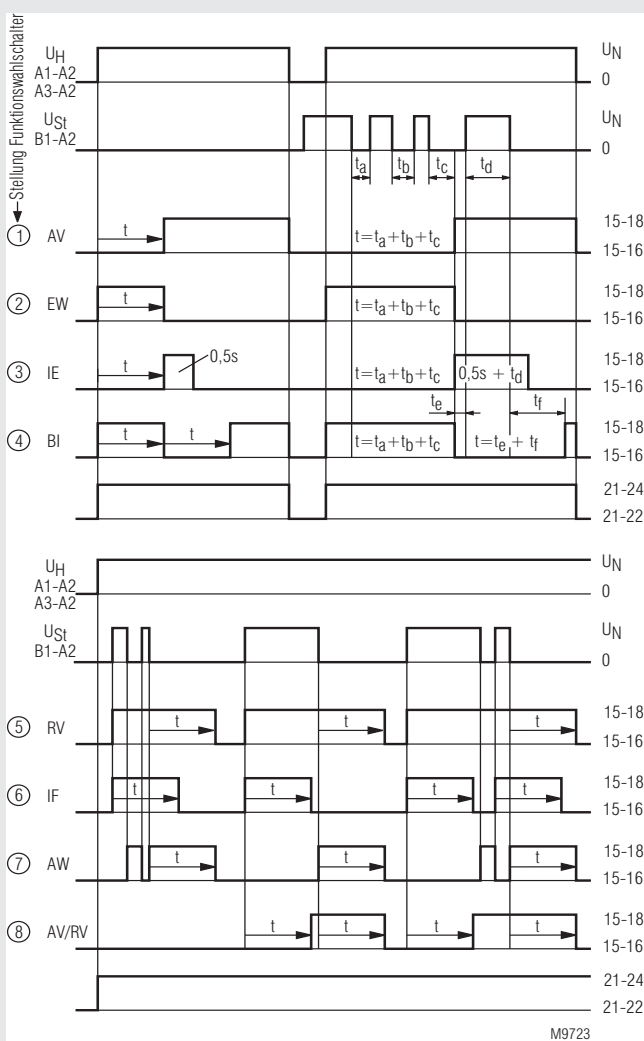 Stellung Funktionswahlschalter
UH UN
A1-A2
A3-A2 0
USt UN
B1-A2 0
ta tb tc td
1 AV t t=ta+tb+tc 15-18
15-16
2 EW t t=ta+tb+tc 15-18
15-16
3 IE t 0,5s t=ta+tb+tc 0,5s + td 15-18
15-16
te tf
4 BI t t t=ta+tb+tc t=te + tf 15-18
15-16
21-24
21-22
UH UN
A1-A2
A3-A2 0
USt UN
B1-A2 0
5 RV t t t 15-18
15-16
6 IF t t t t 15-18
15-16
7 AW t t t 15-18
15-16
8 AV/RV t t t t 15-18
15-16
21-24
21-22
M9723